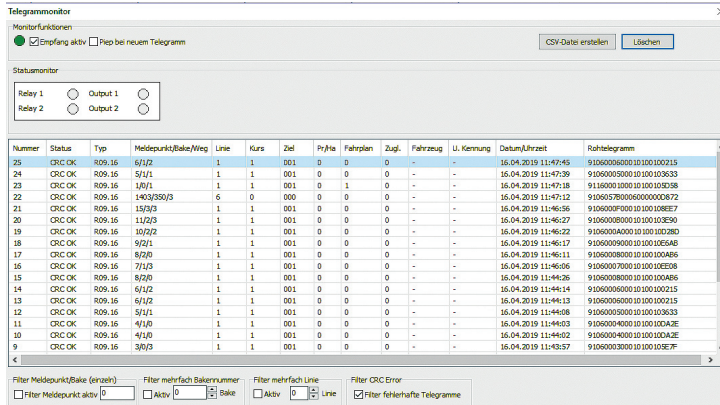 Telegrammmonitor
Monitorfunktionen
Empfang aktiv Piep bei neuem Telegramm CSV-Datei erstellen Löschen
Statusmonitor
Relay 1 Output 1
Relay 2 Output 2
Nummer Status Typ Meldepunkt/Bake/Weg Linie Kurs Ziel Pr/Ha Fahrplan Zugl. Fahrzeug U. Kennung Datum/Uhrzeit Rohtelegramm
25 CRC OK R09.16 6/1/2 1 1 001 0 0 0 - - 16.04.2019 11:47:45 91060006000101001002​15
24 CRC OK R09.16 5/1/1 1 1 001 0 0 0 - - 16.04.2019 11:47:39 9106000500010100103633
23 CRC OK R09.16 1/0/1 1 1 001 0 1 0 - - 16.04.2019 11:47:18 9116000100010100105D58
22 CRC OK R09.16 1403/350/3 6 0 000 0 0 0 - - 16.04.2019 11:47:12 9106057B0006000000D872
21 CRC OK R09.16 15/3/3 1 1 001 0 0 0 - - 16.04.2019 11:46:56 9106000F00010100108EE7
20 CRC OK R09.16 11/2/3 1 1 001 0 0 0 - - 16.04.2019 11:46:27 9106000B00010100103E90
19 CRC OK R09.16 10/2/2 1 1 001 0 0 0 - - 16.04.2019 11:46:22 9106000A0001010010D28D
18 CRC OK R09.16 9/2/1 1 1 001 0 0 0 - - 16.04.2019 11:46:17 910600090001010010E6AB
17 CRC OK R09.16 8/2/0 1 1 001 0 0 0 - - 16.04.2019 11:46:11 9106000800010100100AB6
16 CRC OK R09.16 7/1/3 1 1 001 0 0 0 - - 16.04.2019 11:46:06 910600070001010010EE08
15 CRC OK R09.16 8/2/0 1 1 001 0 0 0 - - 16.04.2019 11:44:26 9106000800010100100AB6
14 CRC OK R09.16 6/1/2 1 1 001 0 0 0 - - 16.04.2019 11:44:14 9106000600010100100215
13 CRC OK R09.16 6/1/2 1 1 001 0 0 0 - - 16.04.2019 11:44:13 9106000600010100100215
12 CRC OK R09.16 5/1/1 1 1 001 0 0 0 - - 16.04.2019 11:44:08 9106000500010100103633
11 CRC OK R09.16 4/1/0 1 1 001 0 0 0 - - 16.04.2019 11:44:03 910600040001010010DA2E
10 CRC OK R09.16 4/1/0 1 1 001 0 0 0 - - 16.04.2019 11:44:02 910600040001010010DA2E
9 CRC OK R09.16 3/0/3 1 1 001 0 0 0 - - 16.04.2019 11:43:57 9106000300010100105E7F
Filter Meldepunkt/Bake (einzeln) Filter mehrfach Bakennummer Filter mehrfach Linie Filter CRC Error
Filter Meldepunkt aktiv 0 Aktiv 0 Bake Aktiv 0 Linie Filter fehlerhafte Telegramme